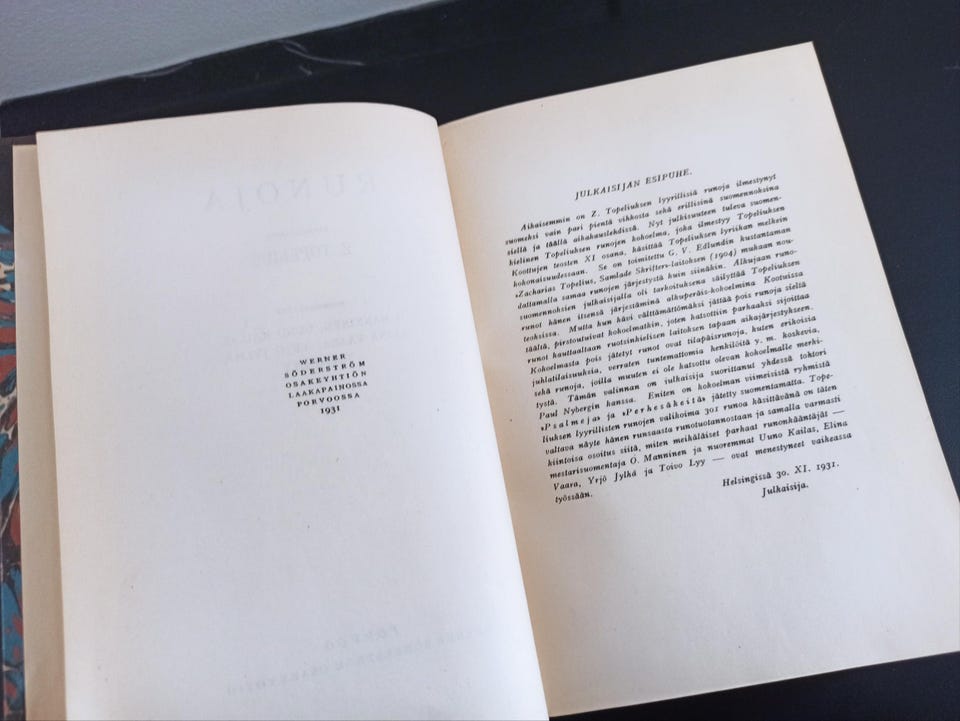 WERNER
SÖDERSTRÖM
OSAKEYHTIÖN
LAAKAPAINOSSA
PORVOOSSA
1931
JULKAISIJAN ESIPUHE.
Aikaisemmin on Z. Topeliuksen lyyrillisiä runoja ilmestynyt
suomeksi vain pari pientä vihkosta sekä erillisinä suomennoksina
siellä ja täällä aikakauslehdissä. Nyt julkisuuteen tuleva suomen-
kielinen Topeliuksen runojen kokoelma, joka ilmestyy Topeliuksen
Koottujen teosten XI osana, käsittää Topeliuksen lyriikan melkein
kokonaisuudessaan. Se on toimitettu G. V. Edlundin kustantaman
»Zacharias Topelius, Samlade Skrifter»-laitoksen (1904) mukaan nou-
dattamalla samaa runojen järjestystä kuin siinäkin. Alkujaan runo-
suomennoksien julkaisijalla oli tarkoituksena säilyttää Topeliuksen
runot hänen itsensä järjestäminä alkuperäis-kokoelmina Kootuissa
teoksissa. Mutta kun kävi välttämättömäksi jättää pois runoja sieltä
täältä, pirstoutuivat kokoelmatkin, joten katsottiin parhaaksi sijoittaa
runot kauttaaltaan ruotsinkielisen laitoksen tapaan aikajärjestykseen.
Kokoelmasta pois jätetyt runot ovat tilapäisrunoja, kuten erikoisia
juhlatilaisuuksia, verraten tuntemattomia henkilöitä y. m. koskevia,
sekä runoja, joilla muuten ei ole katsottu olevan kokoelmalle merki-
tystä. Tämän valinnan on julkaisija suorittanut yhdessä tohtori
Paul Nybergin kanssa. Eniten on kokoelman viimeisistä ryhmistä
»Psalmeja» ja »Perhesäkeitä» jätetty suomentamatta. Tope-
liuksen lyyrillisten runojen valikoima 301 runoa käsittävänä on täten
valtava näyte hänen runsaasta runotuotannostaan ja samalla varmasti
kiintoisa osoitus siitä, miten meikäläiset parhaat runonkääntäjät —
mestarisuomentaja O. Manninen ja nuoremmat Uuno Kailas, Elina
Vaara, Yrjö Jylhä ja Toivo Lyy — ovat menestyneet vaikeassa
työssään.
Helsingissä 30. XI. 1931.
Julkaisija.